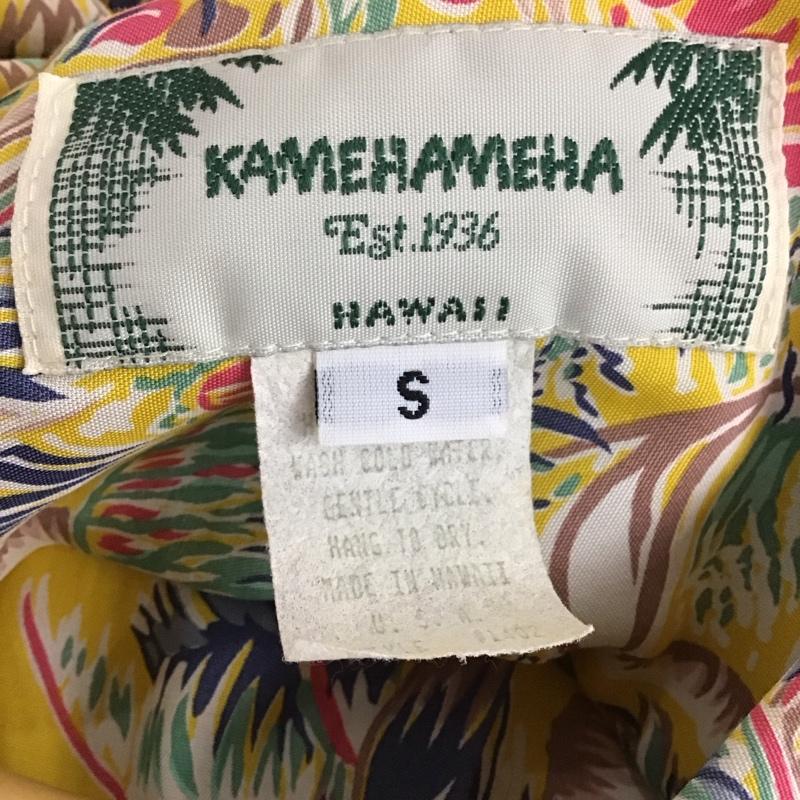 KAMEHAMEHA
Est.1936
HAWAII
S
WASH COLD WATER.
GENTLE CYCLE.
HANG TO DRY.
MADE IN HAWAII
U. S. A.